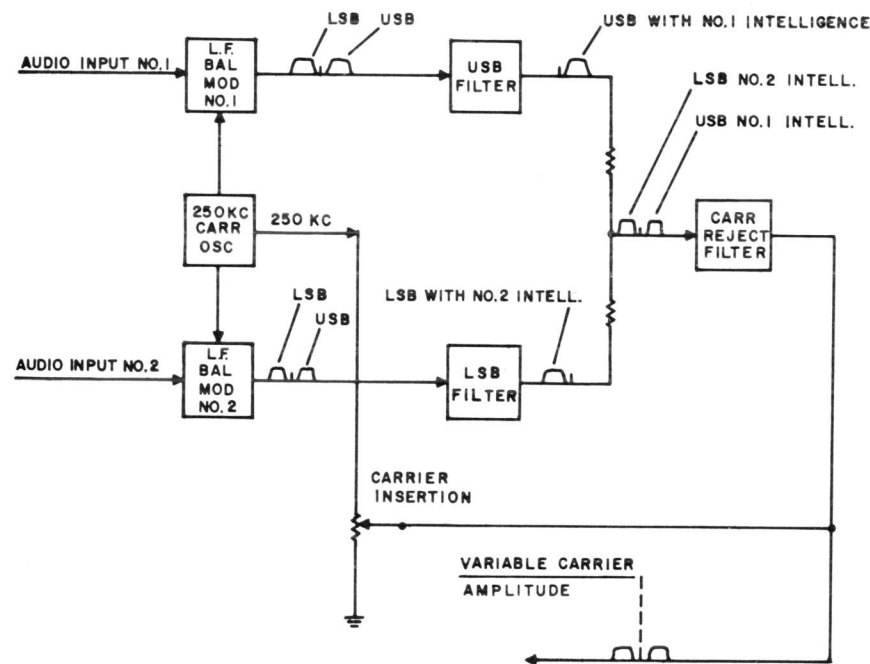 LSB
USB
USB WITH NO.1 INTELLIGENCE
AUDIO INPUT NO.1
L.F.
BAL
MOD
NO.1
USB
FILTER
LSB NO.2 INTELL.
USB NO.1 INTELL.
250KC
CARR
OSC
250 KC
CARR
REJECT
FILTER
LSB
USB
LSB WITH NO.2 INTELL.
AUDIO INPUT NO.2
L.F.
BAL
MOD
NO.2
LSB
FILTER
CARRIER
INSERTION
VARIABLE CARRIER
AMPLITUDE